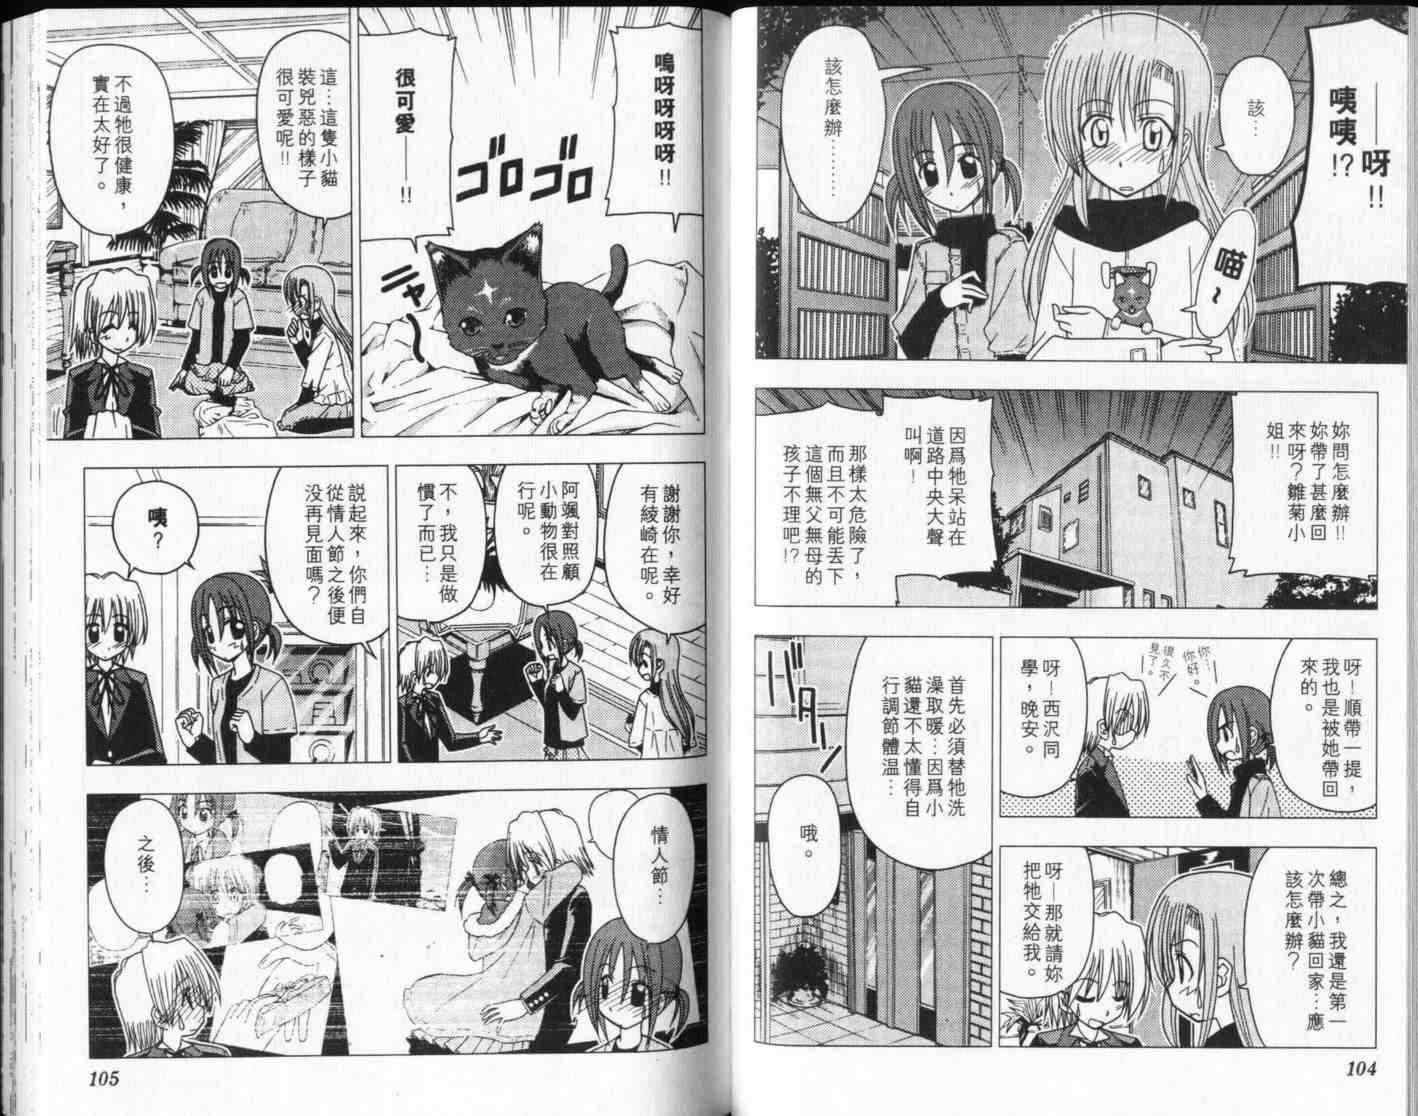 ——呀!!
咦咦!?
該…
喵~
該怎麼辦………
妳問怎麼辦!!
妳帶了甚麼回
來呀?雛菊小
姐!!
因爲牠呆站在
道路中央大聲
叫啊!
那樣太危險了,
而且不可能丟下
這個無父無母的
孩子不理吧!?
呀!順帶一提,
我也是被她帶回
來的。
你…
你好。
很久不
見了。
呀!西沢同
學,晚安。
總之,我還是第一
次帶小貓回家…應
該怎麼辦?
呀—那就請妳
把牠交給我。
首先必須替牠洗
澡取暖…因爲小
貓還不太懂得自
行調節體溫…
哦。
104
嗚呀呀呀呀!!
很可愛——!!
ゴロゴロ
ニャ〜
這…這隻小貓
裝兇惡的樣子
很可愛呢!!
不過牠很健康,
實在太好了。
謝謝你,幸好
有綾崎在呢。
阿颯對照顧
小動物很在
行呢。
不,我只是做
慣了而已…
說起來,你們自
從情人節之後便
沒再見面嗎?
咦?
情人節…
之後…
105